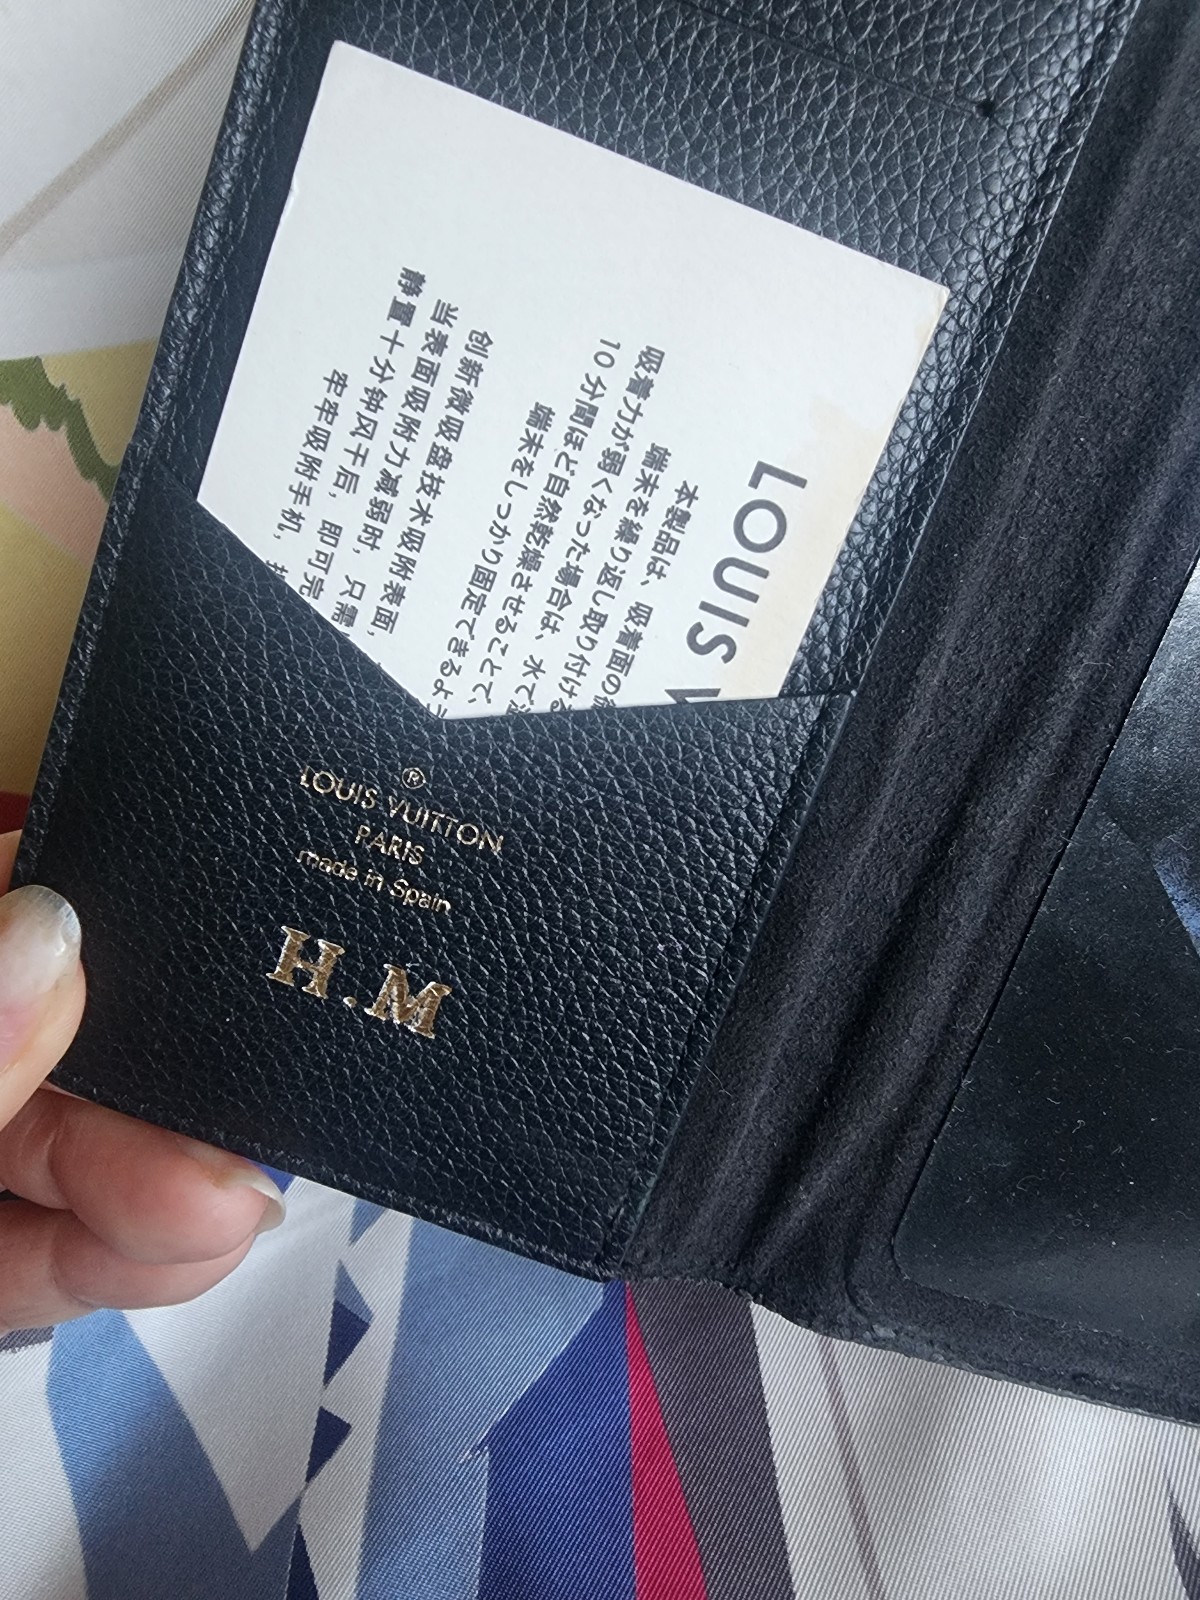 LOUIS
本製品は、吸着面の
端末を繰り返し取り付ける
吸着力が弱くなった場合は、水で
10分間ほど自然乾燥させることで、
端末をしっかり固定できるよ
创新微吸盘技术吸附表面,
当表面吸附力减弱时, 只需
静置十分钟风干后, 即可完
牢牢吸附手机,
®
LOUIS VUITTON
PARIS
made in Spain
H.M